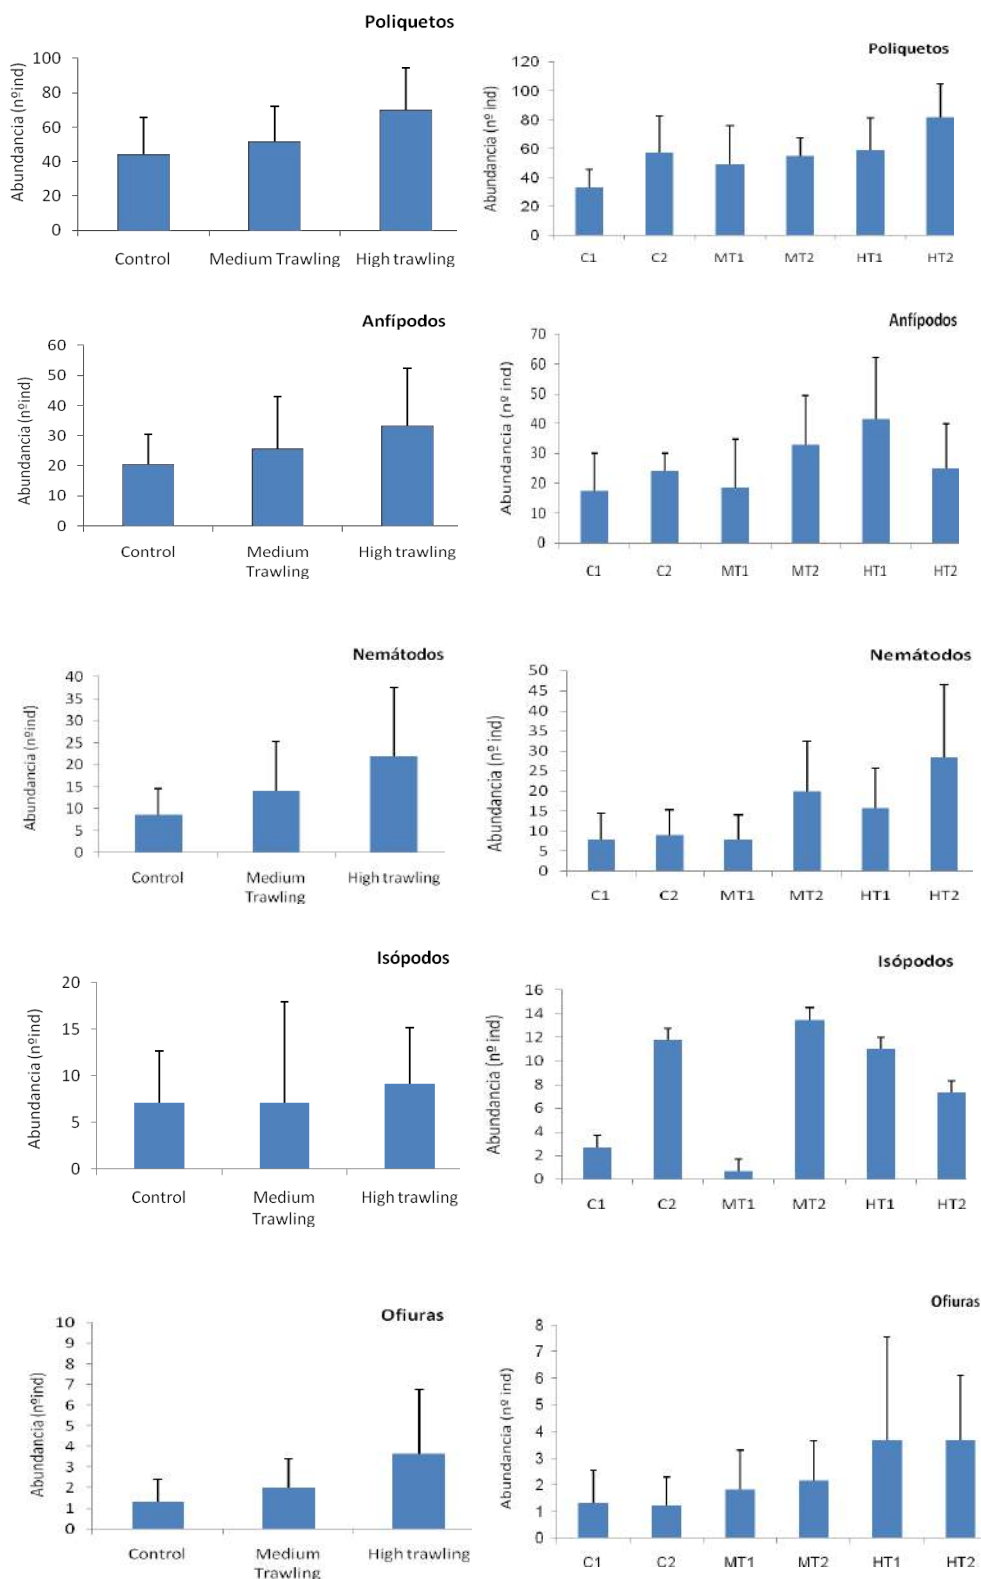 Poliquetos
Abundancia (nºind)
100
80
60
40
20
0
Control
Medium Trawling
High trawling
Poliquetos
Abundancia (nº ind)
120
100
80
60
40
20
0
C1
C2
MT1
MT2
HT1
HT2
Anfípodos
Abundancia (nºind)
60
50
40
30
20
10
0
Control
Medium
Trawling
High trawling
Anfípodos
Abundancia (nº ind)
70
60
50
40
30
20
10
0
C1
C2
MT1
MT2
HT1
HT2
Nemátodos
Abundancia (nºind)
40
35
30
25
20
15
10
5
0
Control
Medium
Trawling
High trawling
Nemátodos
Abundancia (nº ind)
50
45
40
35
30
25
20
15
10
5
0
C1
C2
MT1
MT2
HT1
HT2
Isópodos
Abundancia (nºind)
20
15
10
5
0
Control
Medium
Trawling
High trawling
Isópodos
Abundancia (nº ind)
16
14
12
10
8
6
4
2
0
C1
C2
MT1
MT2
HT1
HT2
Ofiuras
Abundancia (nºind)
10
9
8
7
6
5
4
3
2
1
0
Control
Medium
Trawling
High trawling
Ofiuras
Abundancia (nº ind)
8
7
6
5
4
3
2
1
0
C1
C2
MT1
MT2
HT1
HT2